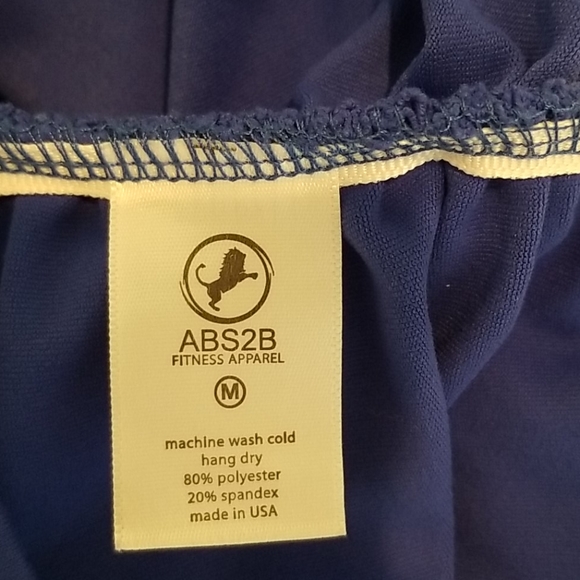 ABS2B
FITNESS APPAREL
M
machine wash cold
hang dry
80% polyester
20% spandex
made in USA